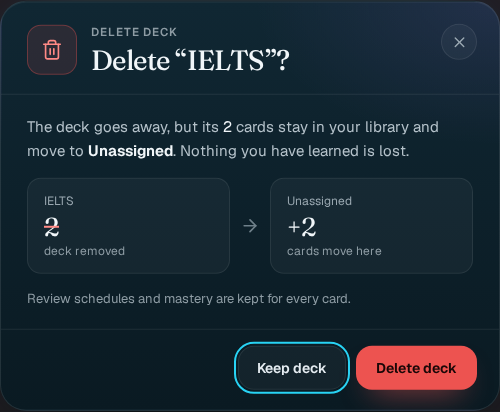 DELETE DECK
Delete “IELTS”?
The deck goes away, but its 2 cards stay in your library and
move to Unassigned. Nothing you have learned is lost.
IELTS
2
deck removed
→
Unassigned
+2
cards move here
Review schedules and mastery are kept for every card.
Keep deck
Delete deck